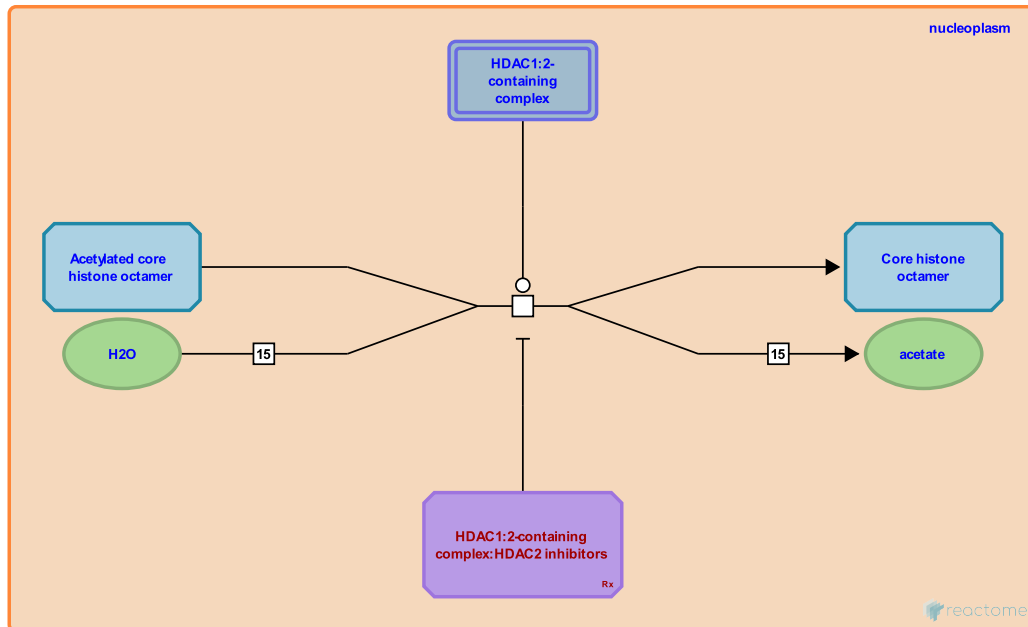 nucleoplasm
HDAC1:2-
containing
complex
Acetylated core
histone octamer
Core histone
octamer
H2O
15
15
acetate
HDAC1:2-containing
complex:HDAC2 inhibitors
Rx
reactome